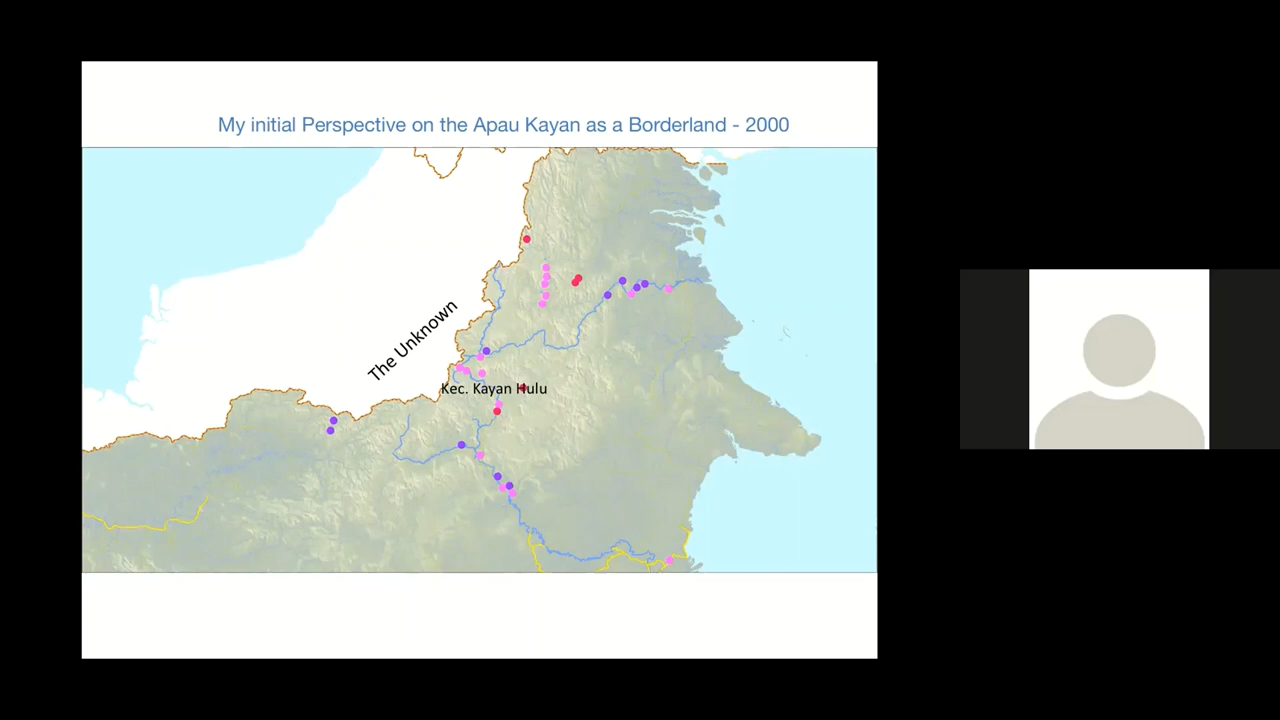 My initial Perspective on the Apau Kayan as a Borderland - 2000
The Unknown
Kec. Kayan Hulu